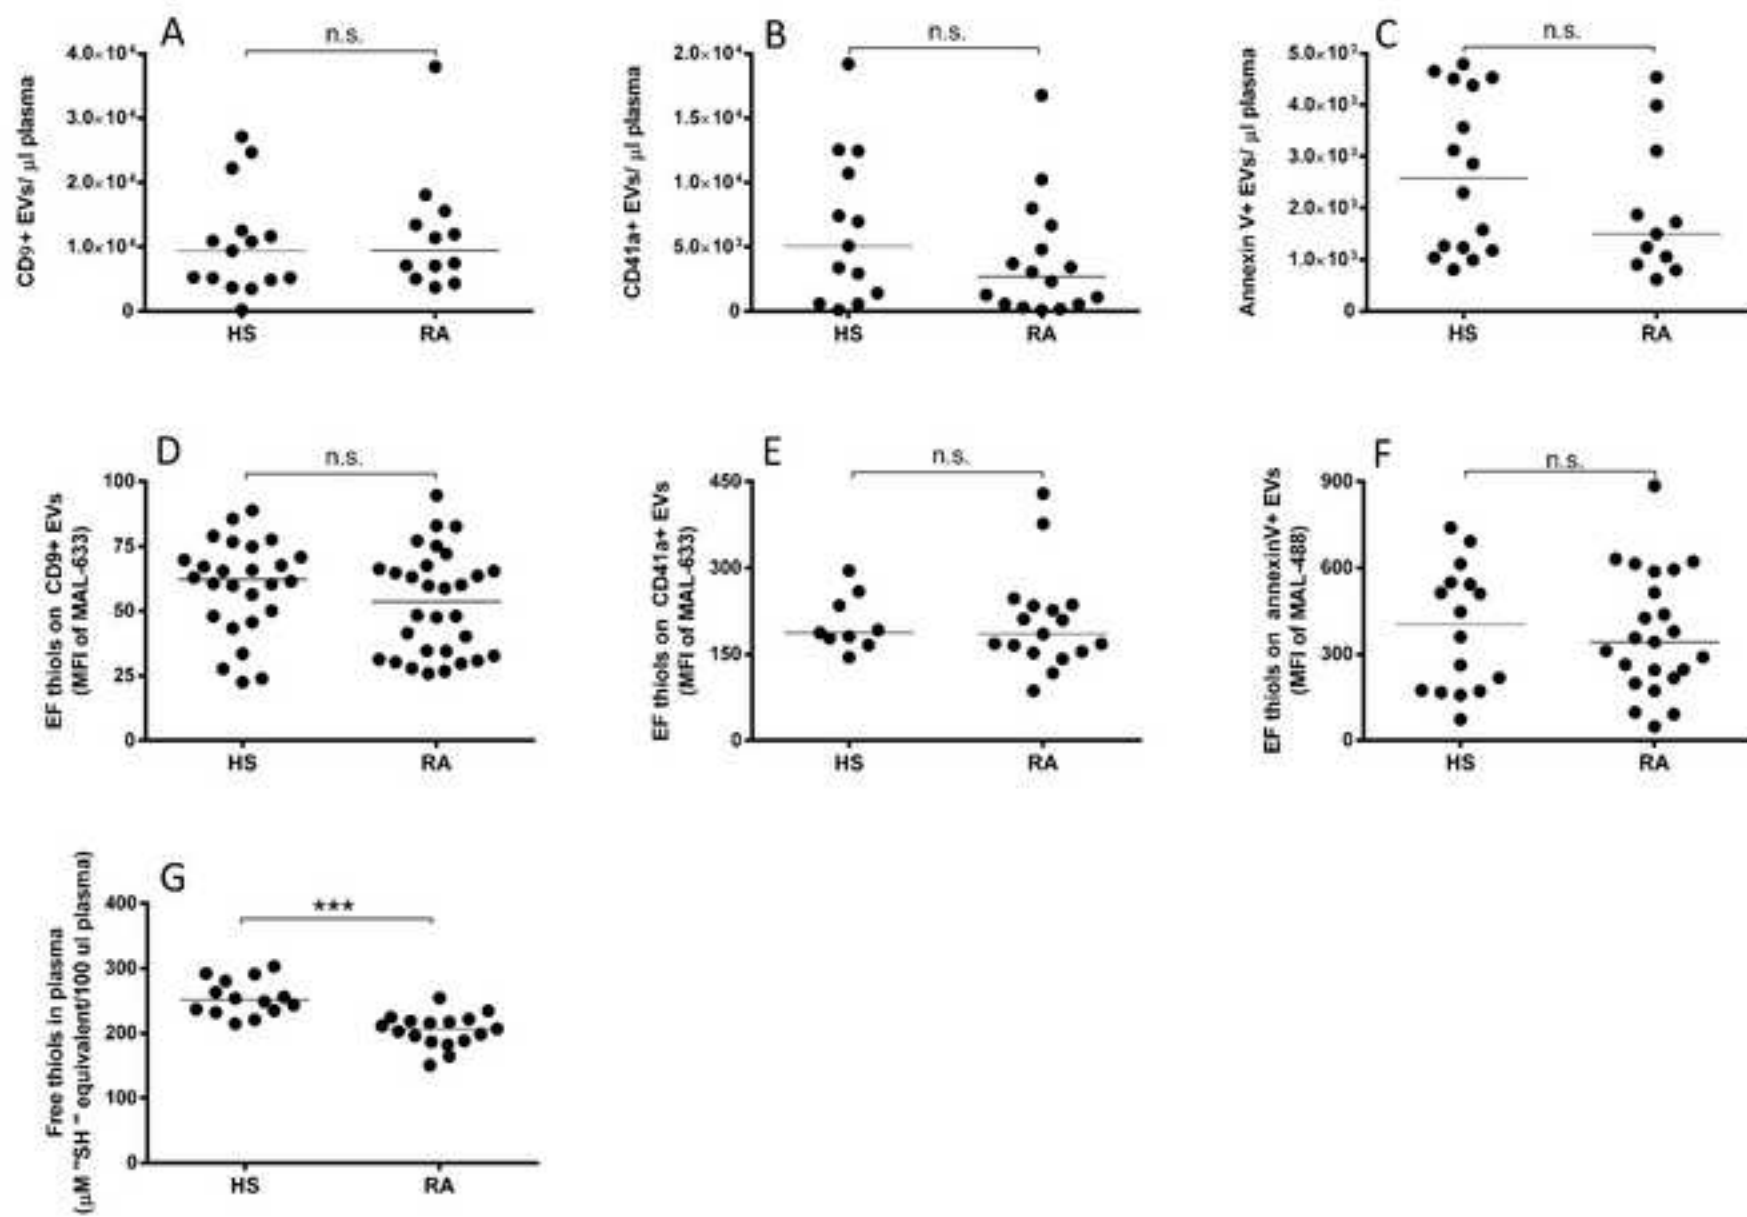 A
n.s.
CD9+ EVs/ μl plasma
3.0×10⁴
2.0×10⁴
1.0×10⁴
0
HS RA
B
n.s.
CD41a+ EVs/ μl plasma
2.0×10⁴
1.5×10⁴
1.0×10⁴
5.0×10³
0
HS RA
C
n.s.
Annexin V+ EVs/ μl plasma
4.0×10³
3.0×10³
2.0×10³
1.0×10³
0
HS RA
D
n.s.
EF thiols on CD9+ EVs
(MFI of MAL-633)
100
75
50
25
0
HS RA
E
n.s.
EF thiols on CD41a+ EVs
(MFI of MAL-633)
450
300
150
0
HS RA
F
n.s.
EF thiols on annexinV+ EVs
(MFI of MAL-488)
900
600
300
0
HS RA
G
***
Free thiols in plasma
(μM "SH" equivalent/100 ul plasma)
400
300
200
100
0
HS RA